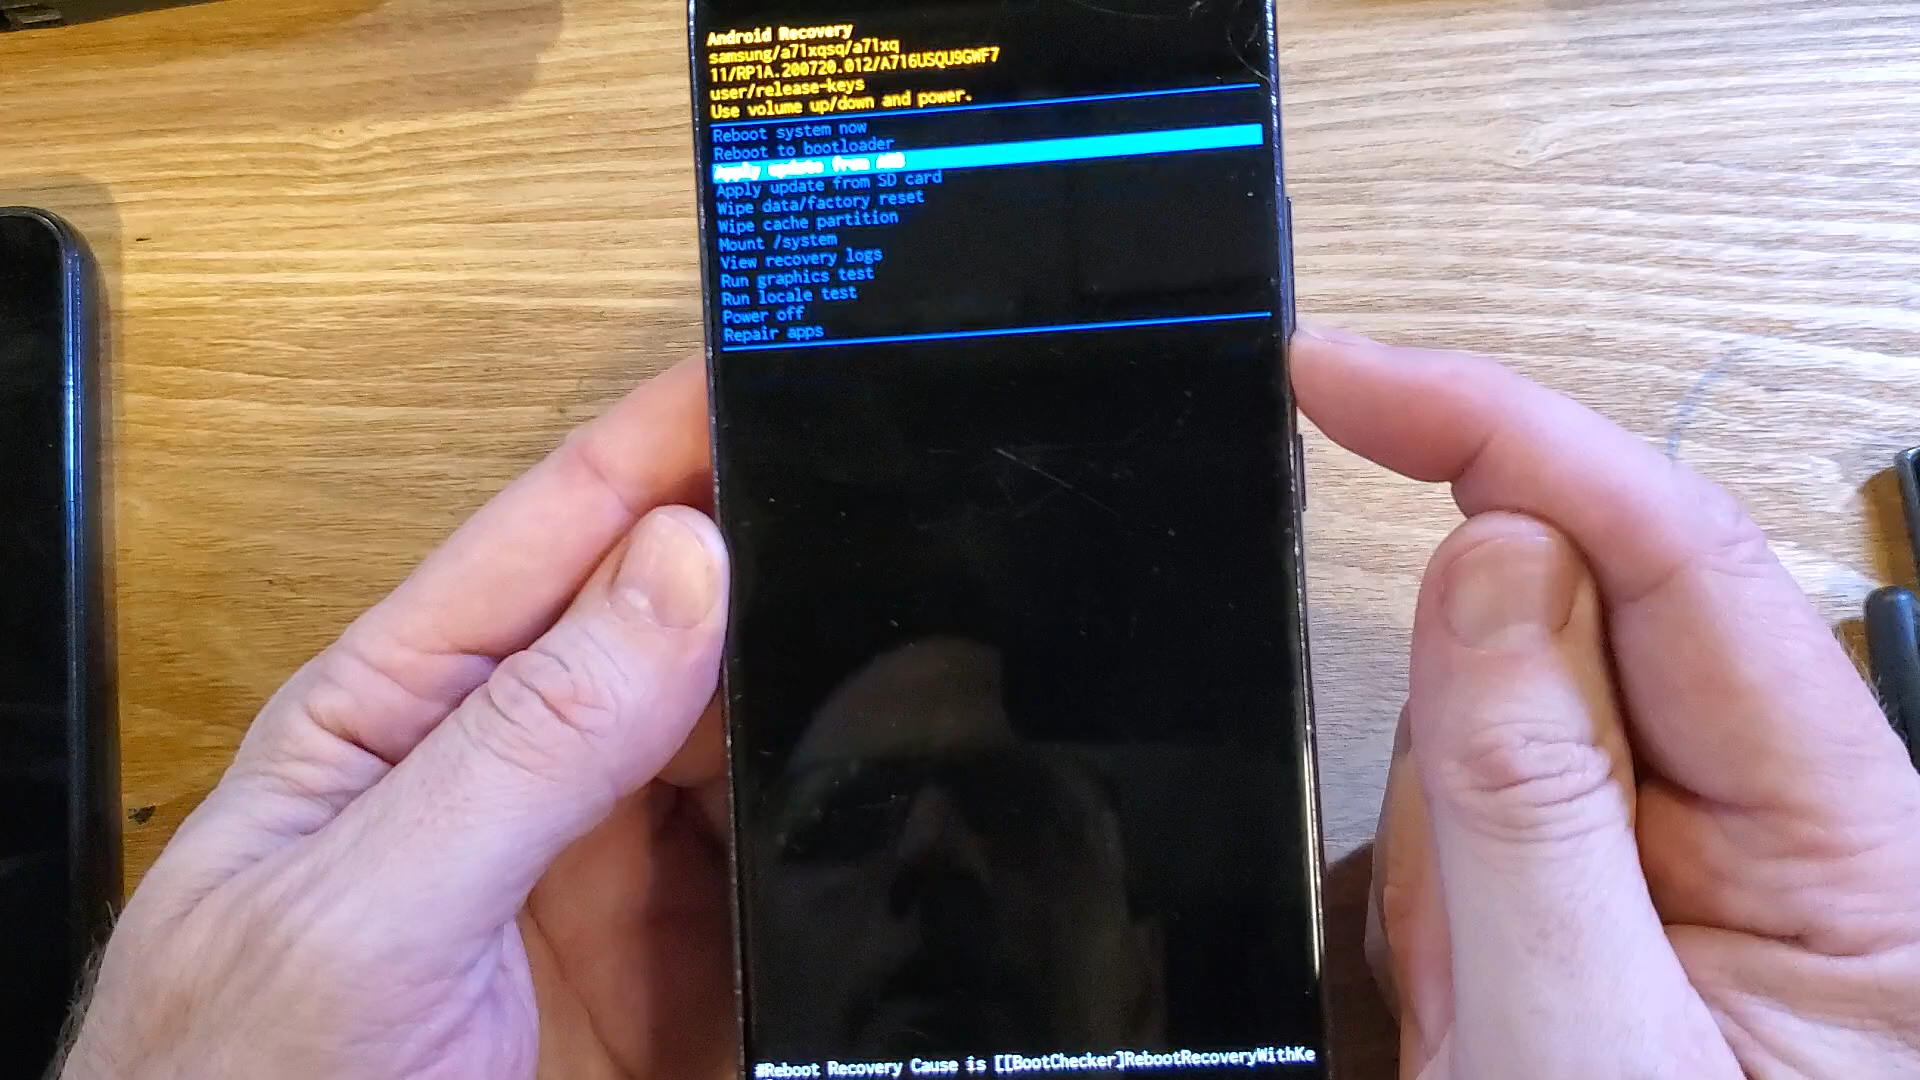 Android Recovery
samsung/a71xqsq/a71xq
11/RP1A.200720.012/A716USQU9GWF7
user/release-keys
Use volume up/down and power.
Reboot system now
Reboot to bootloader
Apply update from ADB
Apply update from SD card
Wipe data/factory reset
Wipe cache partition
Mount /system
View recovery logs
Run graphics test
Run locale test
Power off
Repair apps
#Reboot Recovery Cause is [[BootChecker]RebootRecoveryWithKe